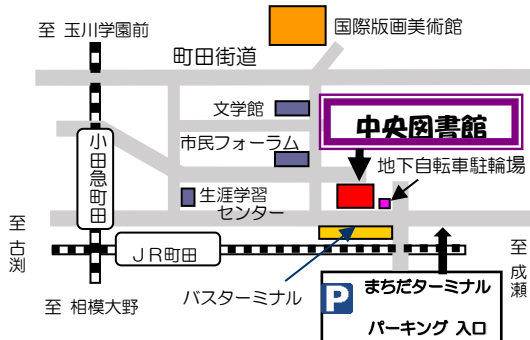 至 玉川学園前
国際版画美術館
町田街道
文学館
中央図書館
市民フォーラム
地下自転車駐輪場
小田急町田
生涯学習
センター
至 古渕
JR町田
至 成瀬
バスターミナル
至 相模大野
P
まちだターミナル
パーキング 入口